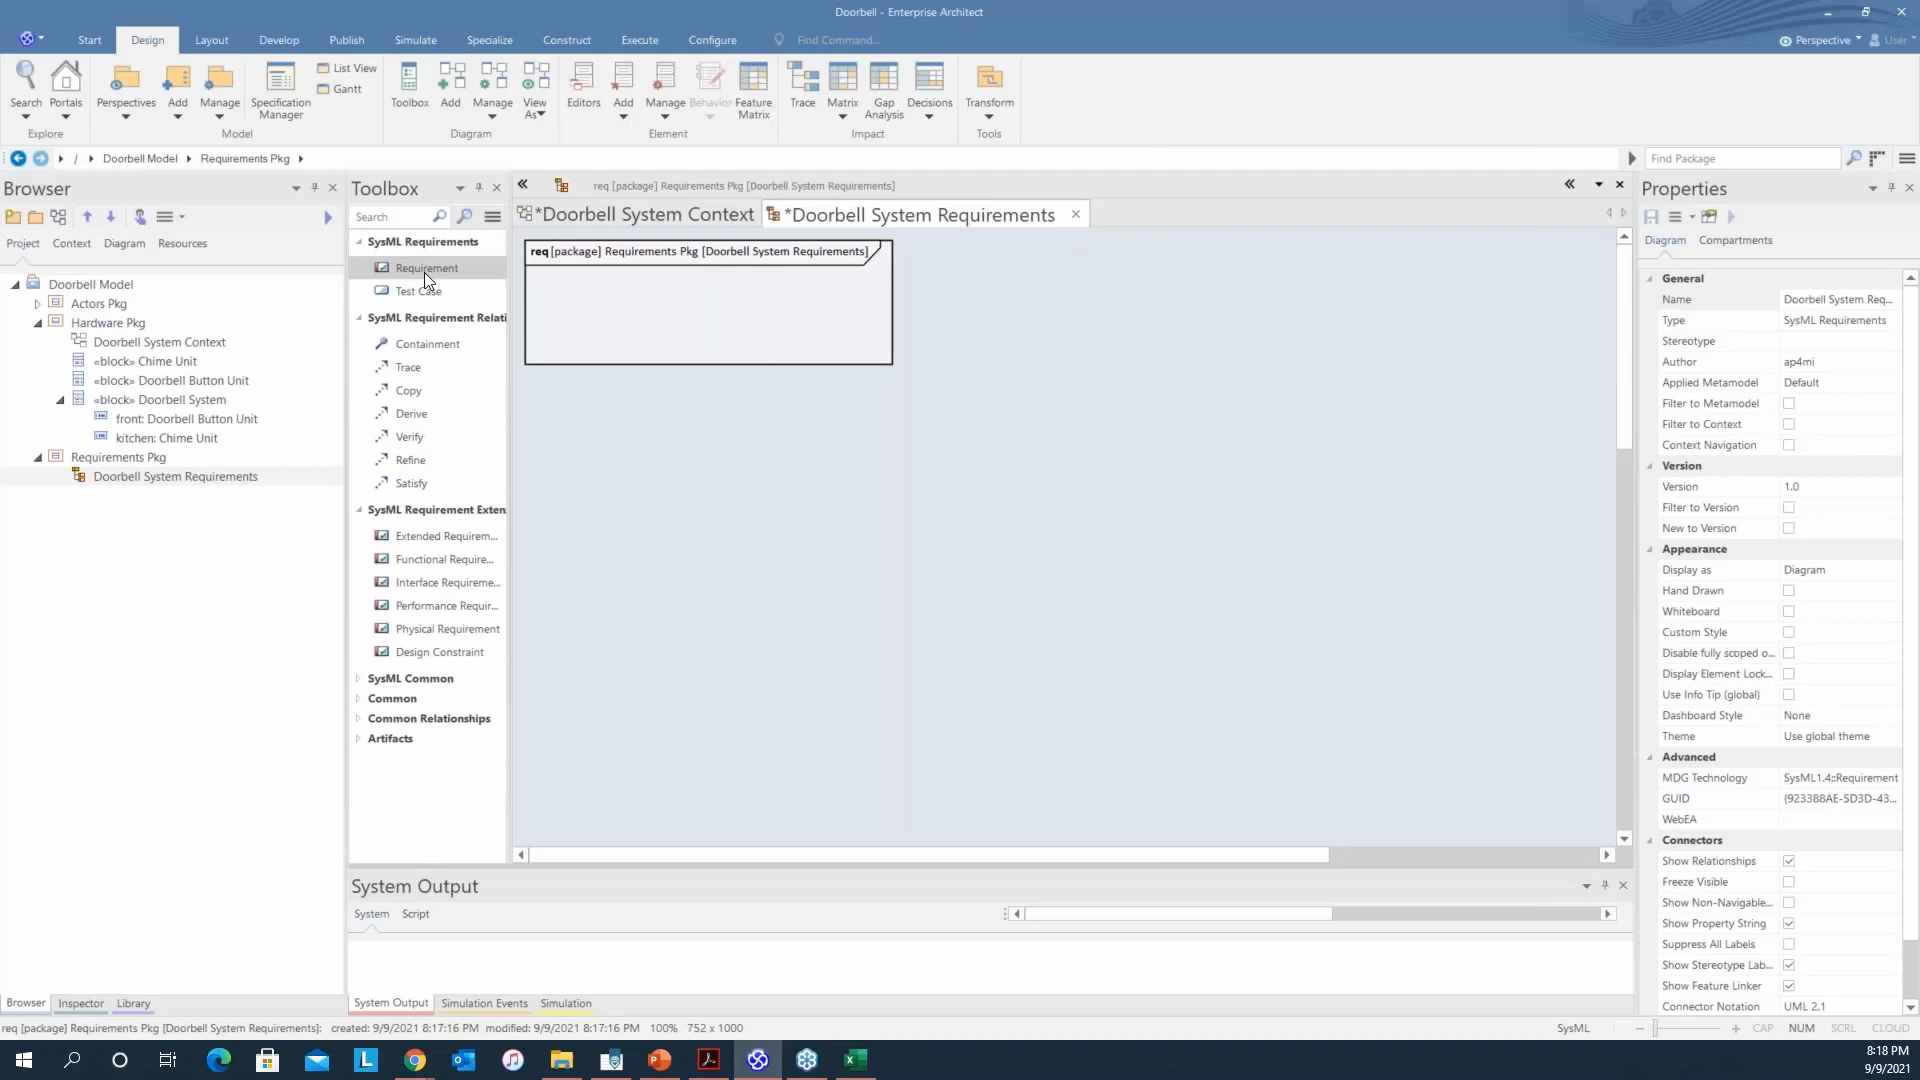 Doorbell - Enterprise Architect
Start Design Layout Develop Publish Simulate Specialize Construct Execute Configure Find Command... Perspective User
Search Portals Perspectives Add Manage Specification Manager List View Gantt Toolbox Add Manage View As Editors Add Manage Behavior Feature Matrix Trace Matrix Gap Analysis Decisions Transform
Explore Model Diagram Element Impact Tools
/ Doorbell Model Requirements Pkg Find Package
Browser
Project Context Diagram Resources
Doorbell Model
Actors Pkg
Hardware Pkg
Doorbell System Context
«block» Chime Unit
«block» Doorbell Button Unit
«block» Doorbell System
front: Doorbell Button Unit
kitchen: Chime Unit
Requirements Pkg
Doorbell System Requirements
Browser Inspector Library
Toolbox
Search
SysML Requirements
Requirement
Test Case
SysML Requirement Relati
Containment
Trace
Copy
Derive
Verify
Refine
Satisfy
SysML Requirement Exten
Extended Requirem...
Functional Require...
Interface Requireme...
Performance Requir...
Physical Requirement
Design Constraint
SysML Common
Common
Common Relationships
Artifacts
req [package] Requirements Pkg [Doorbell System Requirements]
*Doorbell System Context *Doorbell System Requirements
req [package] Requirements Pkg [Doorbell System Requirements]
System Output
System Script
System Output Simulation Events Simulation
Properties
Diagram Compartments
General
Name Doorbell System Req...
Type SysML Requirements
Stereotype
Author ap4mi
Applied Metamodel Default
Filter to Metamodel
Filter to Context
Context Navigation
Version
Version 1.0
Filter to Version
New to Version
Appearance
Display as Diagram
Hand Drawn
Whiteboard
Custom Style
Disable fully scoped o...
Display Element Lock...
Use Info Tip (global)
Dashboard Style None
Theme Use global theme
Advanced
MDG Technology SysML1.4::Requirement
GUID {923388AE-5D3D-43...
WebEA
Connectors
Show Relationships
Freeze Visible
Show Non-Navigable...
Show Property String
Suppress All Labels
Show Stereotype Lab...
Show Feature Linker
Connector Notation UML 2.1
req [package] Requirements Pkg [Doorbell System Requirements]: created: 9/9/2021 8:17:16 PM modified: 9/9/2021 8:17:16 PM 100% 752 x 1000 SysML CAP NUM SCRL CLOUD
8:18 PM
9/9/2021